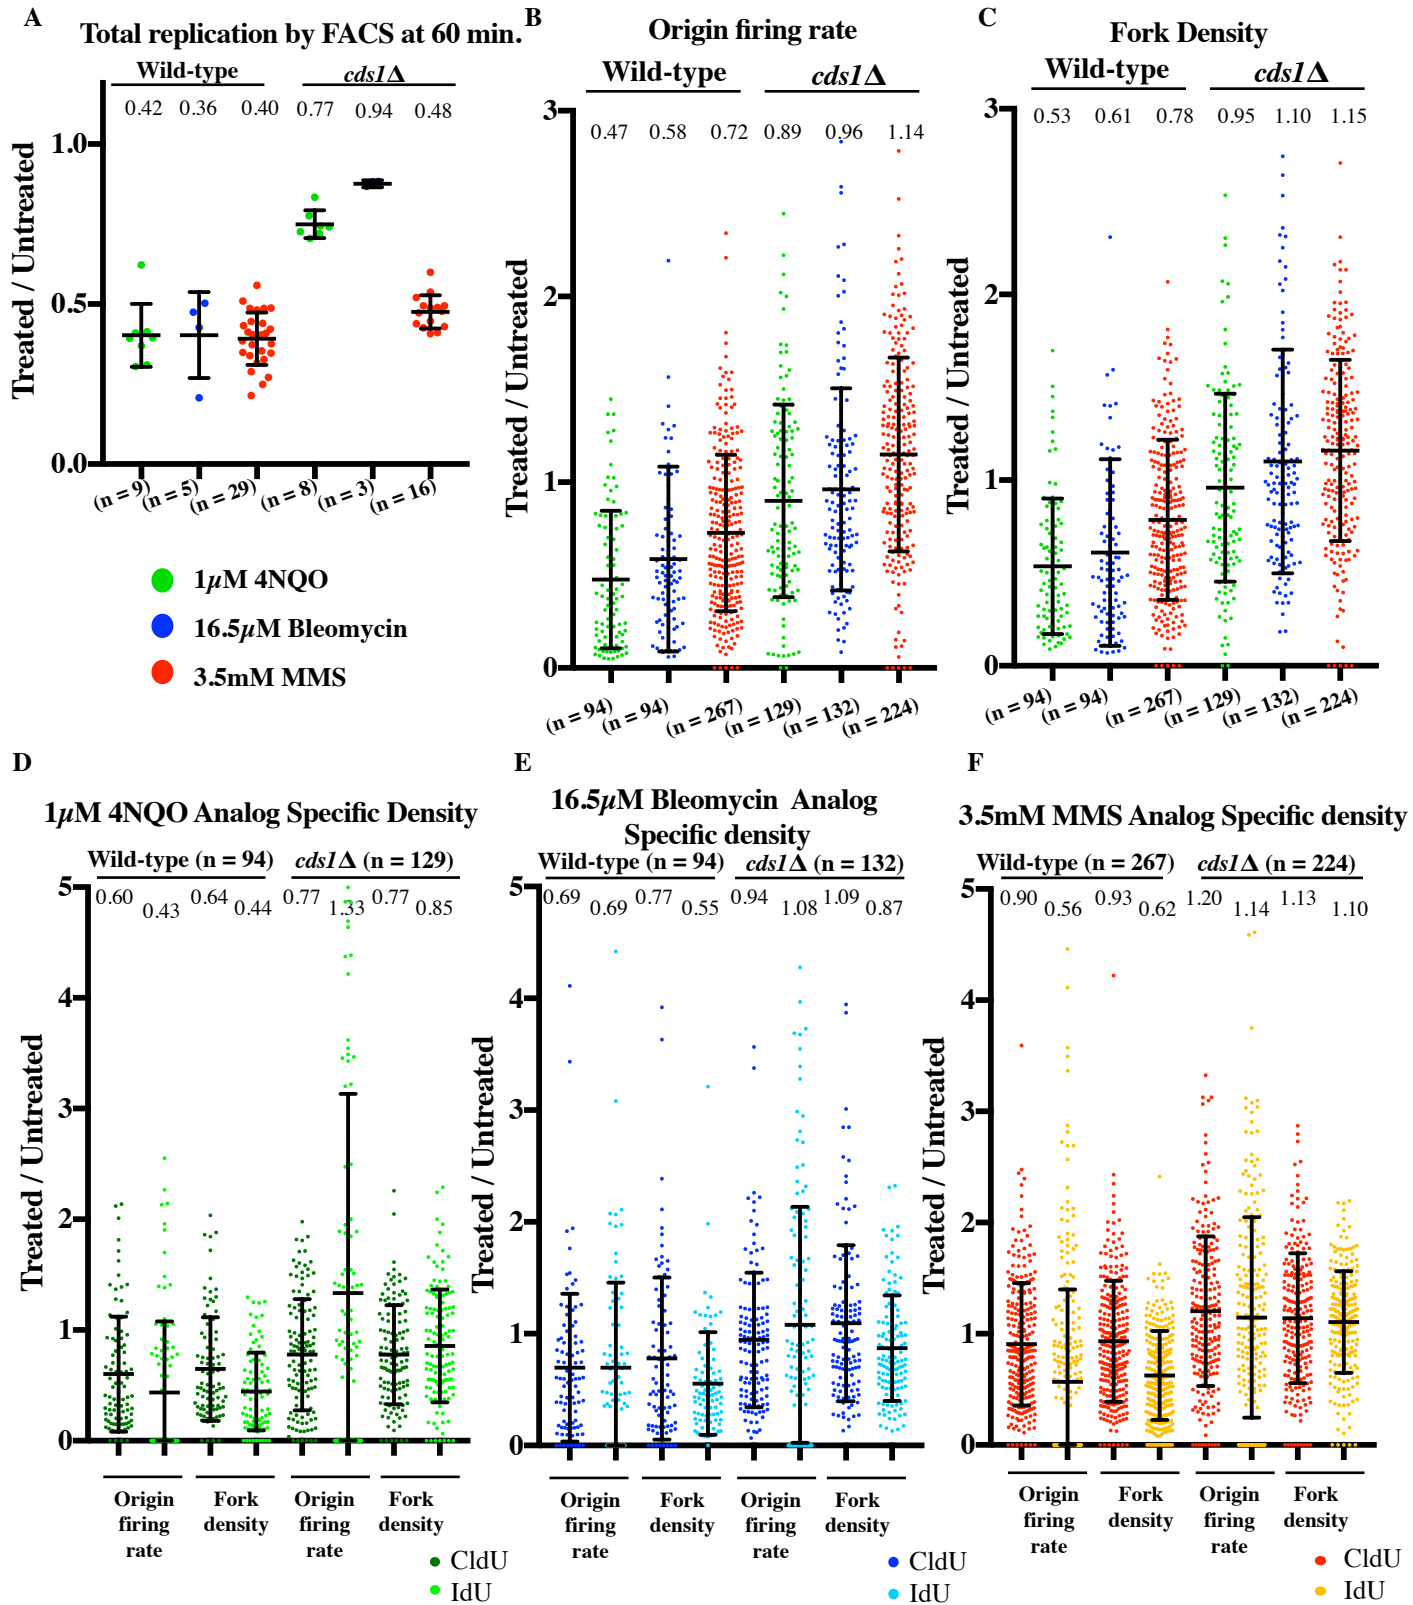 A
Total replication by FACS at 60 min.
Wild-type
cds1Δ
0.42 0.36 0.40 0.77 0.94 0.48
Treated / Untreated
1.0
0.5
0.0
(n = 9) (n = 5) (n = 29) (n = 8) (n = 3) (n = 16)
1µM 4NQO
16.5µM Bleomycin
3.5mM MMS
B
Origin firing rate
Wild-type
cds1Δ
0.47 0.58 0.72 0.89 0.96 1.14
Treated / Untreated
3
2
1
0
(n = 94) (n = 94) (n = 267) (n = 129) (n = 132) (n = 224)
C
Fork Density
Wild-type
cds1Δ
0.53 0.61 0.78 0.95 1.10 1.15
Treated / Untreated
3
2
1
0
(n = 94) (n = 94) (n = 267) (n = 129) (n = 132) (n = 224)
D
1µM 4NQO Analog Specific Density
Wild-type (n = 94)
cds1Δ (n = 129)
0.60 0.43 0.64 0.44 0.77 1.33 0.77 0.85
Treated / Untreated
5
4
3
2
1
0
Origin firing rate
Fork density
Origin firing rate
Fork density
CldU
IdU
E
16.5µM Bleomycin Analog
Specific density
Wild-type (n = 94)
cds1Δ (n = 132)
0.69 0.69 0.77 0.55 0.94 1.08 1.09 0.87
Treated / Untreated
5
4
3
2
1
0
Origin firing rate
Fork density
Origin firing rate
Fork density
CldU
IdU
F
3.5mM MMS Analog Specific density
Wild-type (n = 267)
cds1Δ (n = 224)
0.90 0.56 0.93 0.62 1.20 1.14 1.13 1.10
Treated / Untreated
5
4
3
2
1
0
Origin firing rate
Fork density
Origin firing rate
Fork density
CldU
IdU